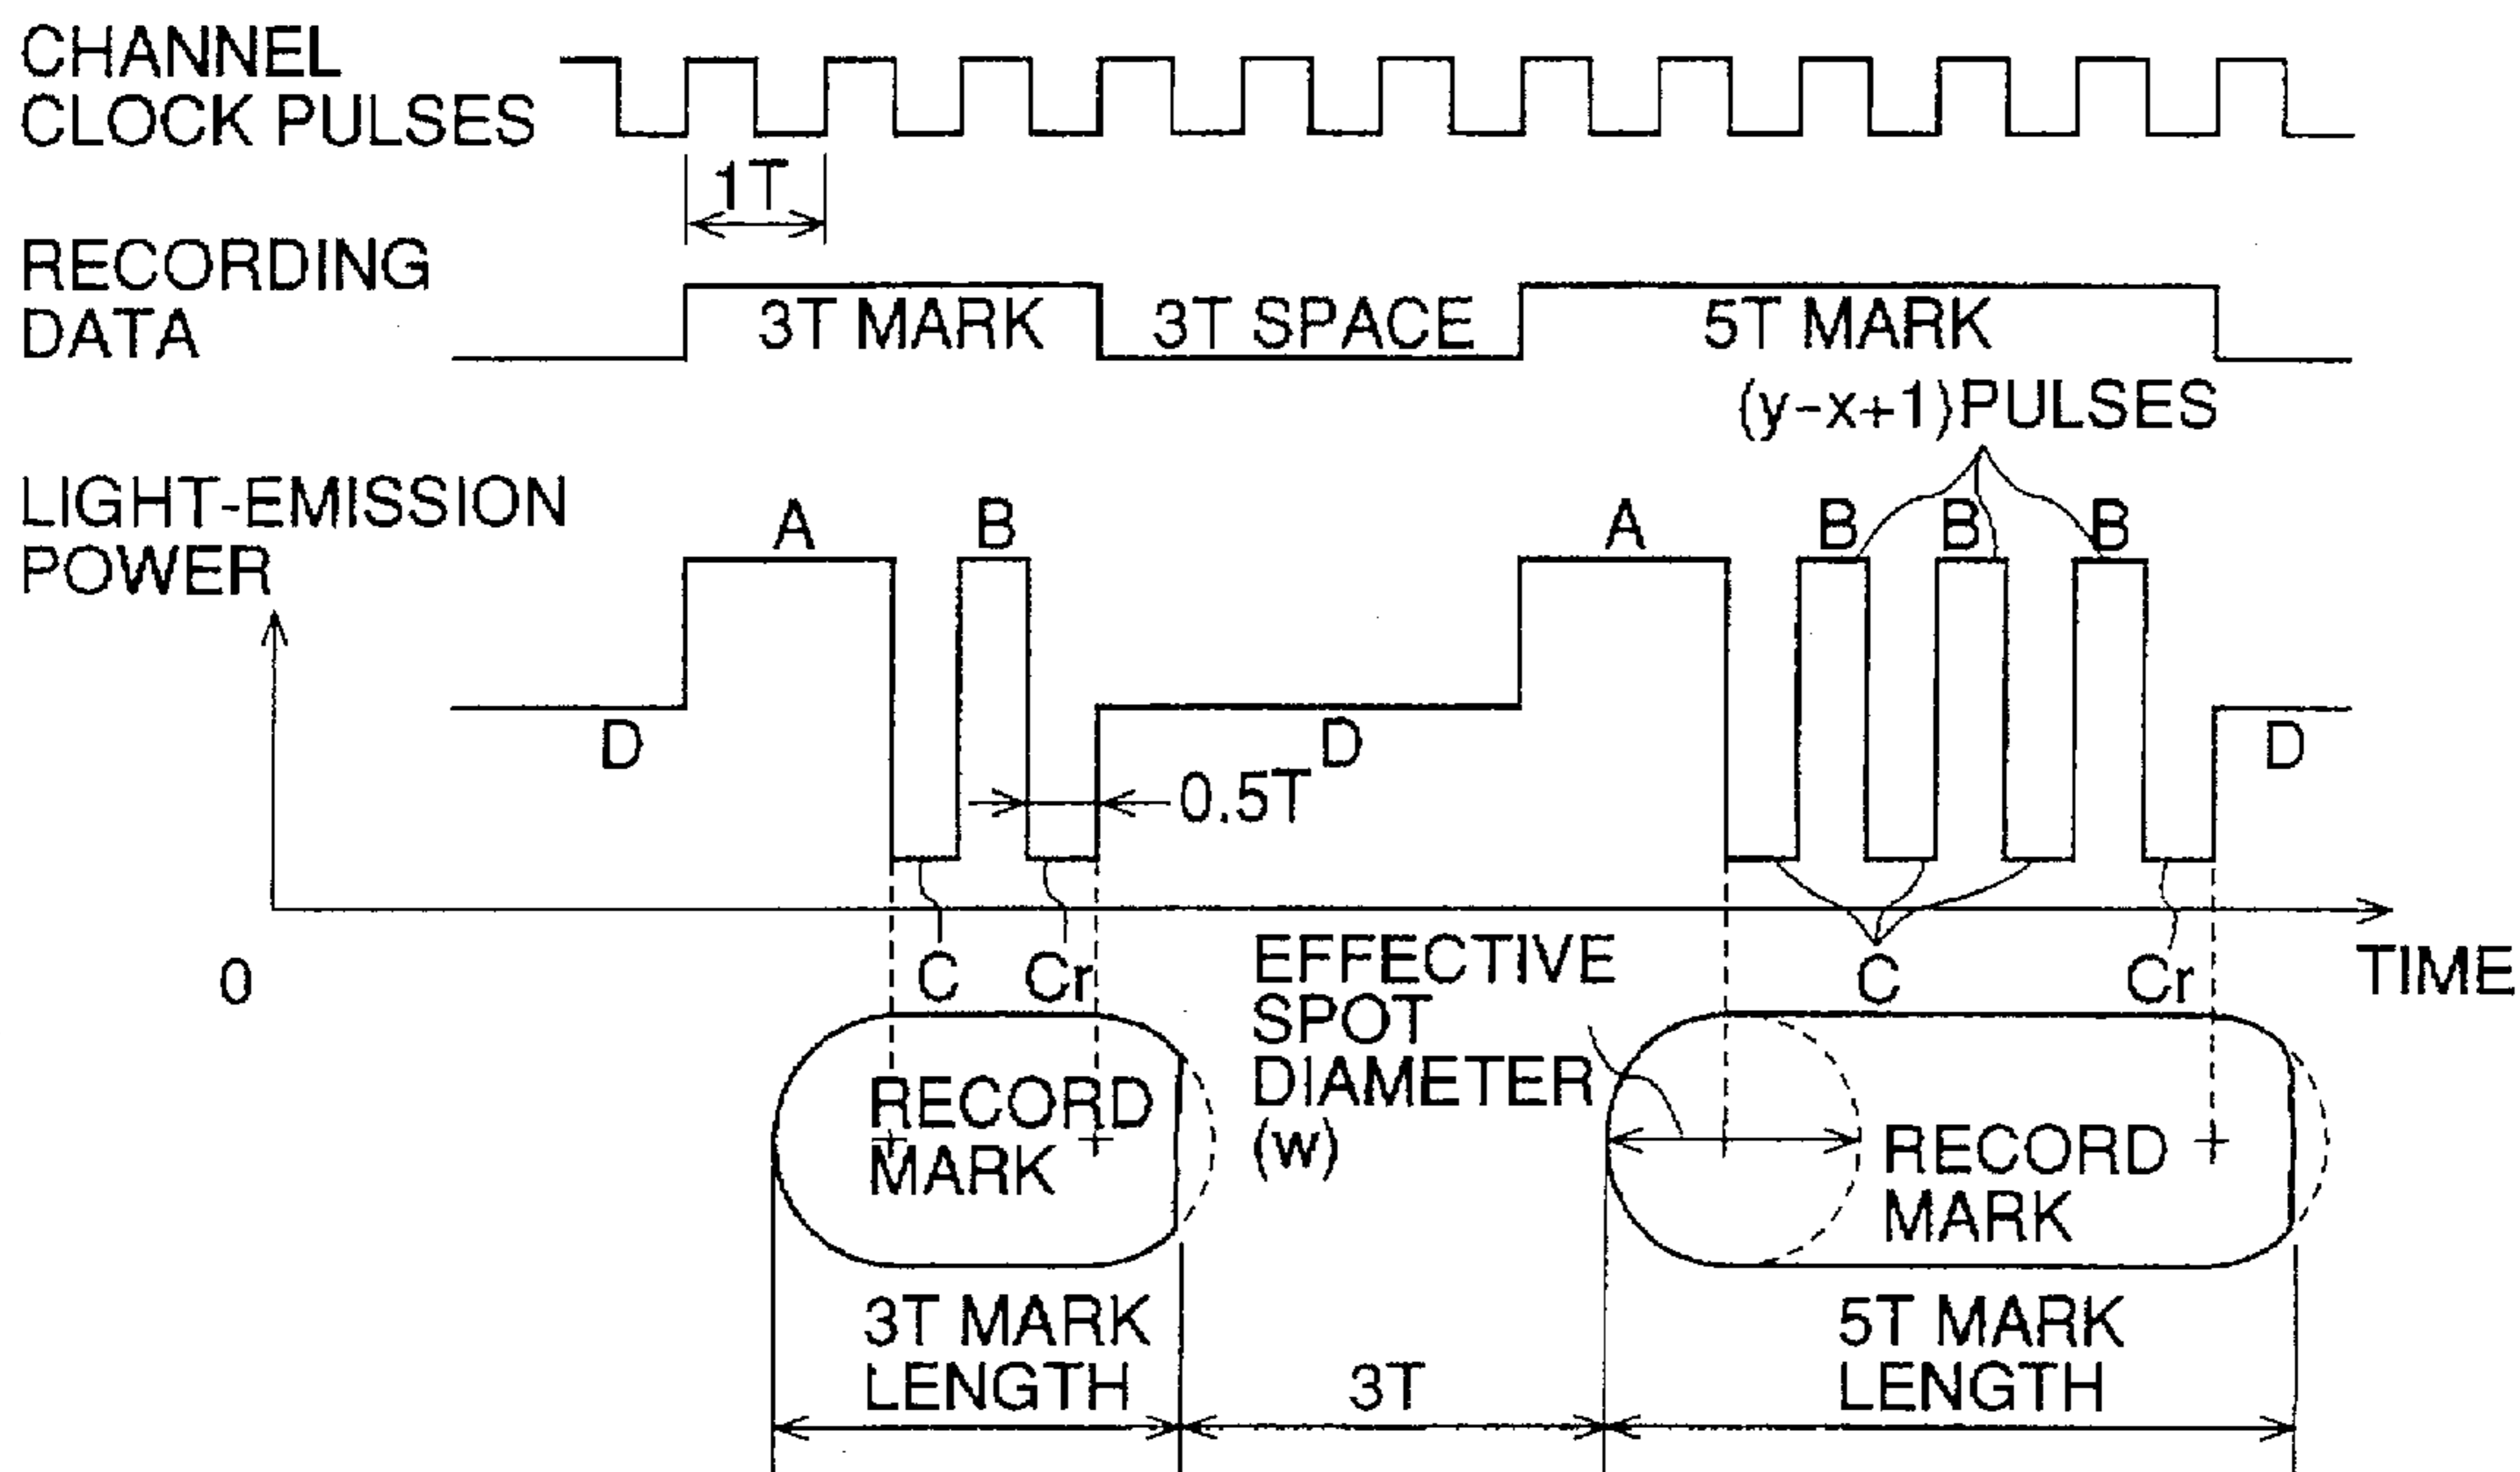 CHANNEL
CLOCK PULSES
1T
RECORDING
DATA
3T MARK
3T SPACE
5T MARK
(y-x+1)PULSES
LIGHT-EMISSION
POWER
A
B
A
B
B
B
D
D
D
0.5T
0
C
Cr
C
Cr
TIME
EFFECTIVE
SPOT
DIAMETER
(w)
RECORD
MARK
RECORD
MARK
3T MARK
LENGTH
3T
5T MARK
LENGTH